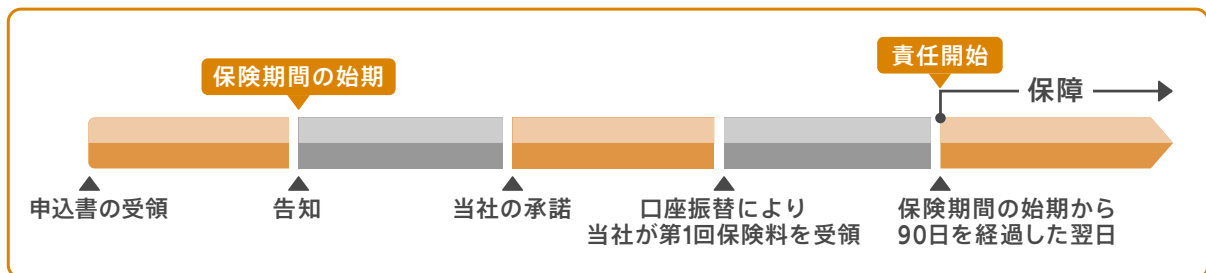 責任開始
保険期間の始期
保障
申込書の受領
告知
当社の承諾
口座振替により
当社が第1回保険料を受領
保険期間の始期から
90日を経過した翌日